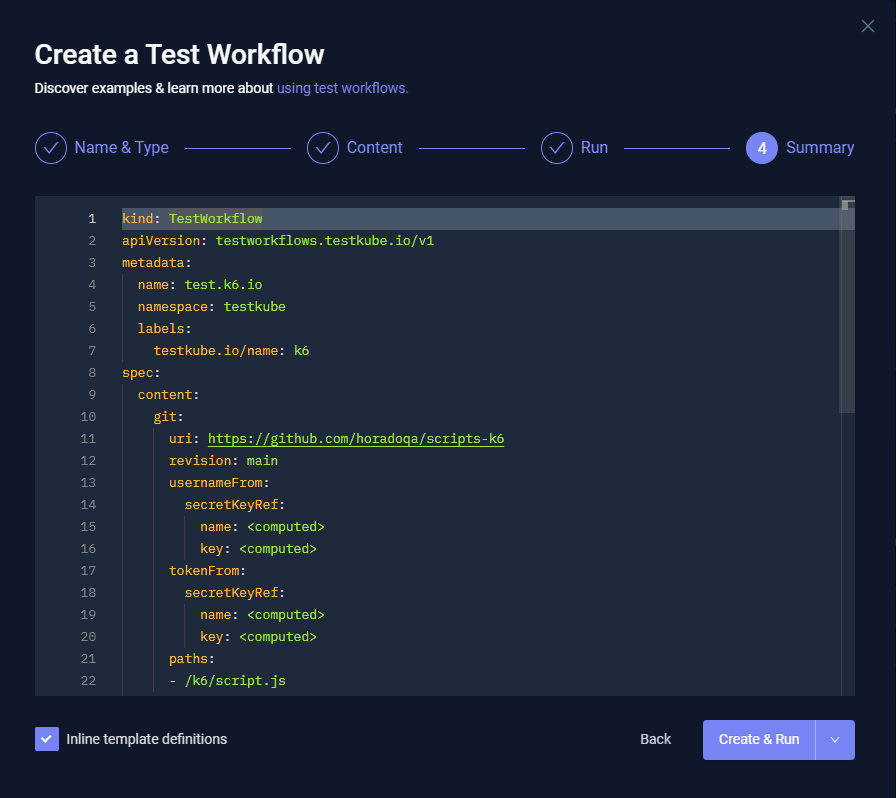 Create a Test Workflow
Discover examples & learn more about using test workflows.
Name & Type
Content
Run
4 Summary
1 kind: TestWorkflow
2 apiVersion: testworkflows.testkube.io/v1
3 metadata:
4 name: test.k6.io
5 namespace: testkube
6 labels:
7 testkube.io/name: k6
8 spec:
9 content:
10 git:
11 uri: https://github.com/horadoqa/scripts-k6
12 revision: main
13 usernameFrom:
14 secretKeyRef:
15 name: <computed>
16 key: <computed>
17 tokenFrom:
18 secretKeyRef:
19 name: <computed>
20 key: <computed>
21 paths:
22 - /k6/script.js
Inline template definitions
Back
Create & Run